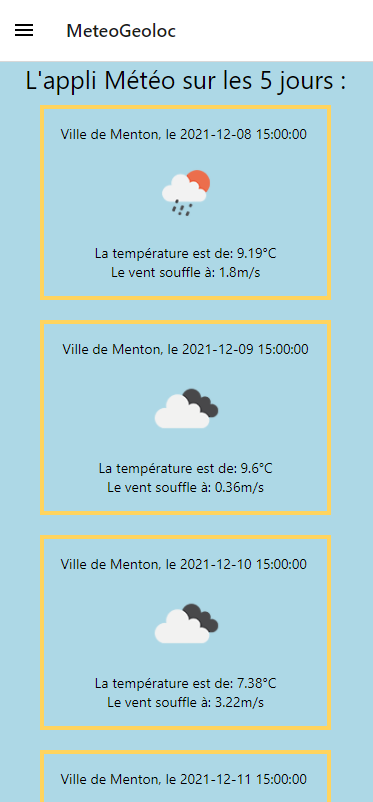 MeteoGeoloc
L'appli Météo sur les 5 jours :
Ville de Menton, le 2021-12-08 15:00:00
La température est de: 9.19°C
Le vent souffle à: 1.8m/s
Ville de Menton, le 2021-12-09 15:00:00
La température est de: 9.6°C
Le vent souffle à: 0.36m/s
Ville de Menton, le 2021-12-10 15:00:00
La température est de: 7.38°C
Le vent souffle à: 3.22m/s
Ville de Menton, le 2021-12-11 15:00:00